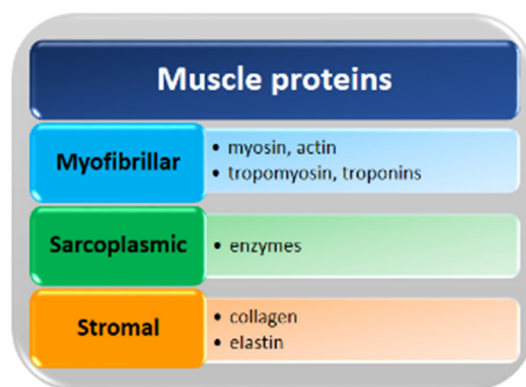 Muscle proteins
Myofibrillar
• myosin, actin
• tropomyosin, troponins
Sarcoplasmic
• enzymes
Stromal
• collagen
• elastin